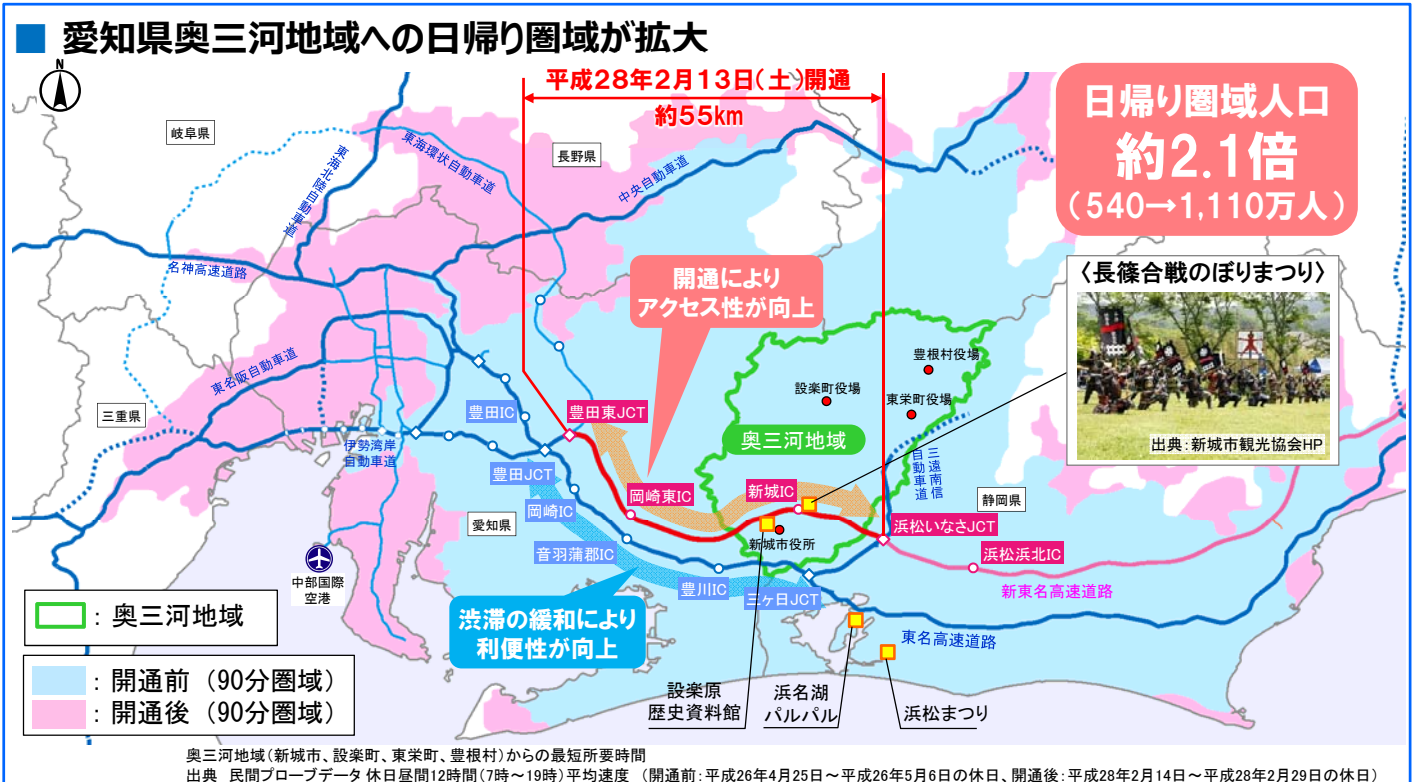 ■ 愛知県奥三河地域への日帰り圏域が拡大
N
平成28年2月13日(土)開通
約55km
日帰り圏域人口
約2.1倍
(540→1,110万人)
岐阜県
長野県
東海北陸自動車道
東海環状自動車道
中央自動車道
名神高速道路
開通により
アクセス性が向上
〈長篠合戦のぼりまつり〉
出典:新城市観光協会HP
東名阪自動車道
三重県
伊勢湾岸
自動車道
豊田IC
豊田東JCT
設楽町役場
豊根村役場
東栄町役場
奥三河地域
三遠南信
自動車道
静岡県
豊田JCT
岡崎IC
岡崎東IC
新城IC
愛知県
音羽蒲郡IC
新城市役所
浜松いなさJCT
浜松浜北IC
新東名高速道路
豊川IC
三ヶ日JCT
中部国際
空港
渋滞の緩和により
利便性が向上
東名高速道路
:奥三河地域
:開通前 (90分圏域)
:開通後 (90分圏域)
設楽原
歴史資料館
浜名湖
パルパル
浜松まつり
奥三河地域(新城市、設楽町、東栄町、豊根村)からの最短所要時間
出典 民間プローブデータ 休日昼間12時間(7時~19時)平均速度 (開通前:平成26年4月25日~平成26年5月6日の休日、開通後:平成28年2月14日~平成28年2月29日の休日)